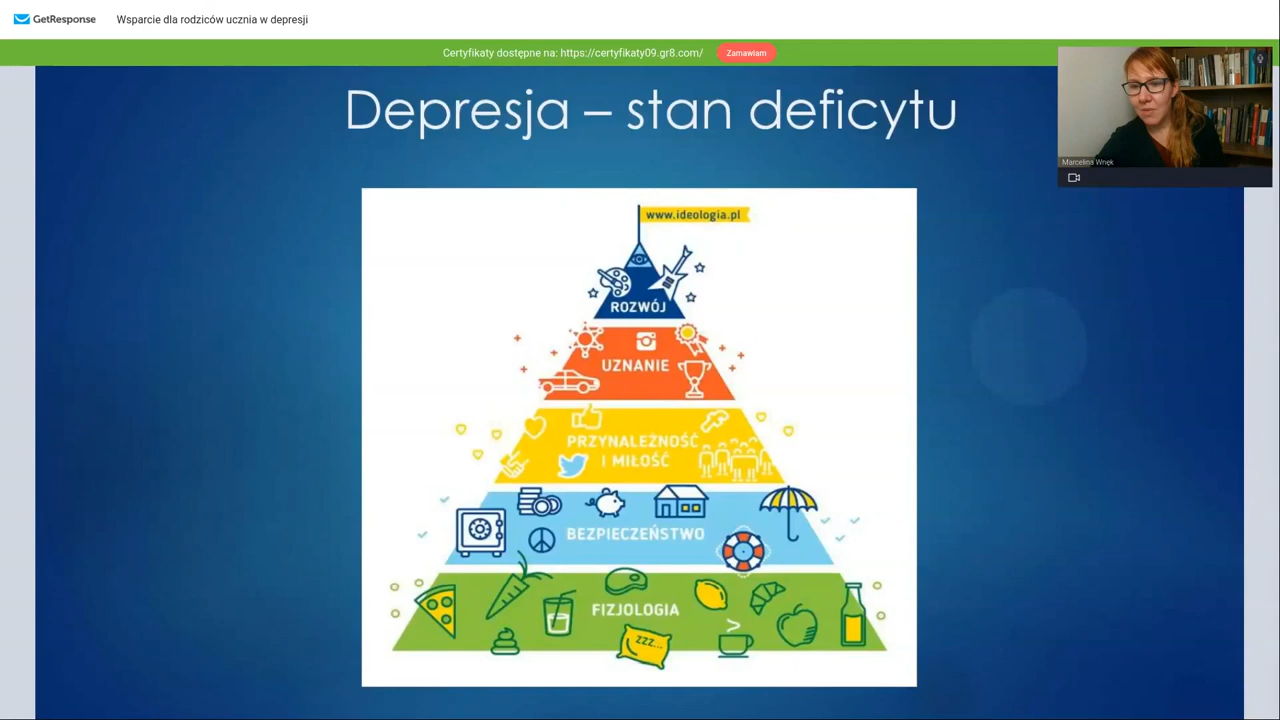 GetResponse
Wsparcie dla rodziców ucznia w depresji
Certyfikaty dostępne na: https://certyfikaty09.gr8.com/
Zamawiam
Marcelina Wnęk
Depresja – stan deficytu
www.ideologia.pl
ROZWÓJ
UZNANIE
PRZYNALEŻNOŚĆ
I MIŁOŚĆ
BEZPIECZEŃSTWO
FIZJOLOGIA
ZZZ...